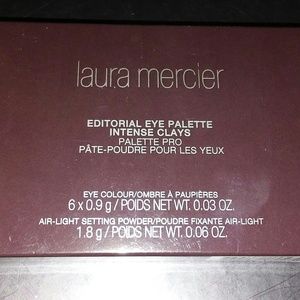 laura mercier
EDITORIAL EYE PALETTE
INTENSE CLAYS
PALETTE PRO
PÂTE-POUDRE POUR LES YEUX
EYE COLOUR/OMBRE À PAUPIÈRES
6 x 0.9 g / POIDS NET WT. 0.03 OZ.
AIR-LIGHT SETTING POWDER/POUDRE FIXANTE AIR-LIGHT
1.8 g / POIDS NET WT. 0.06 OZ.